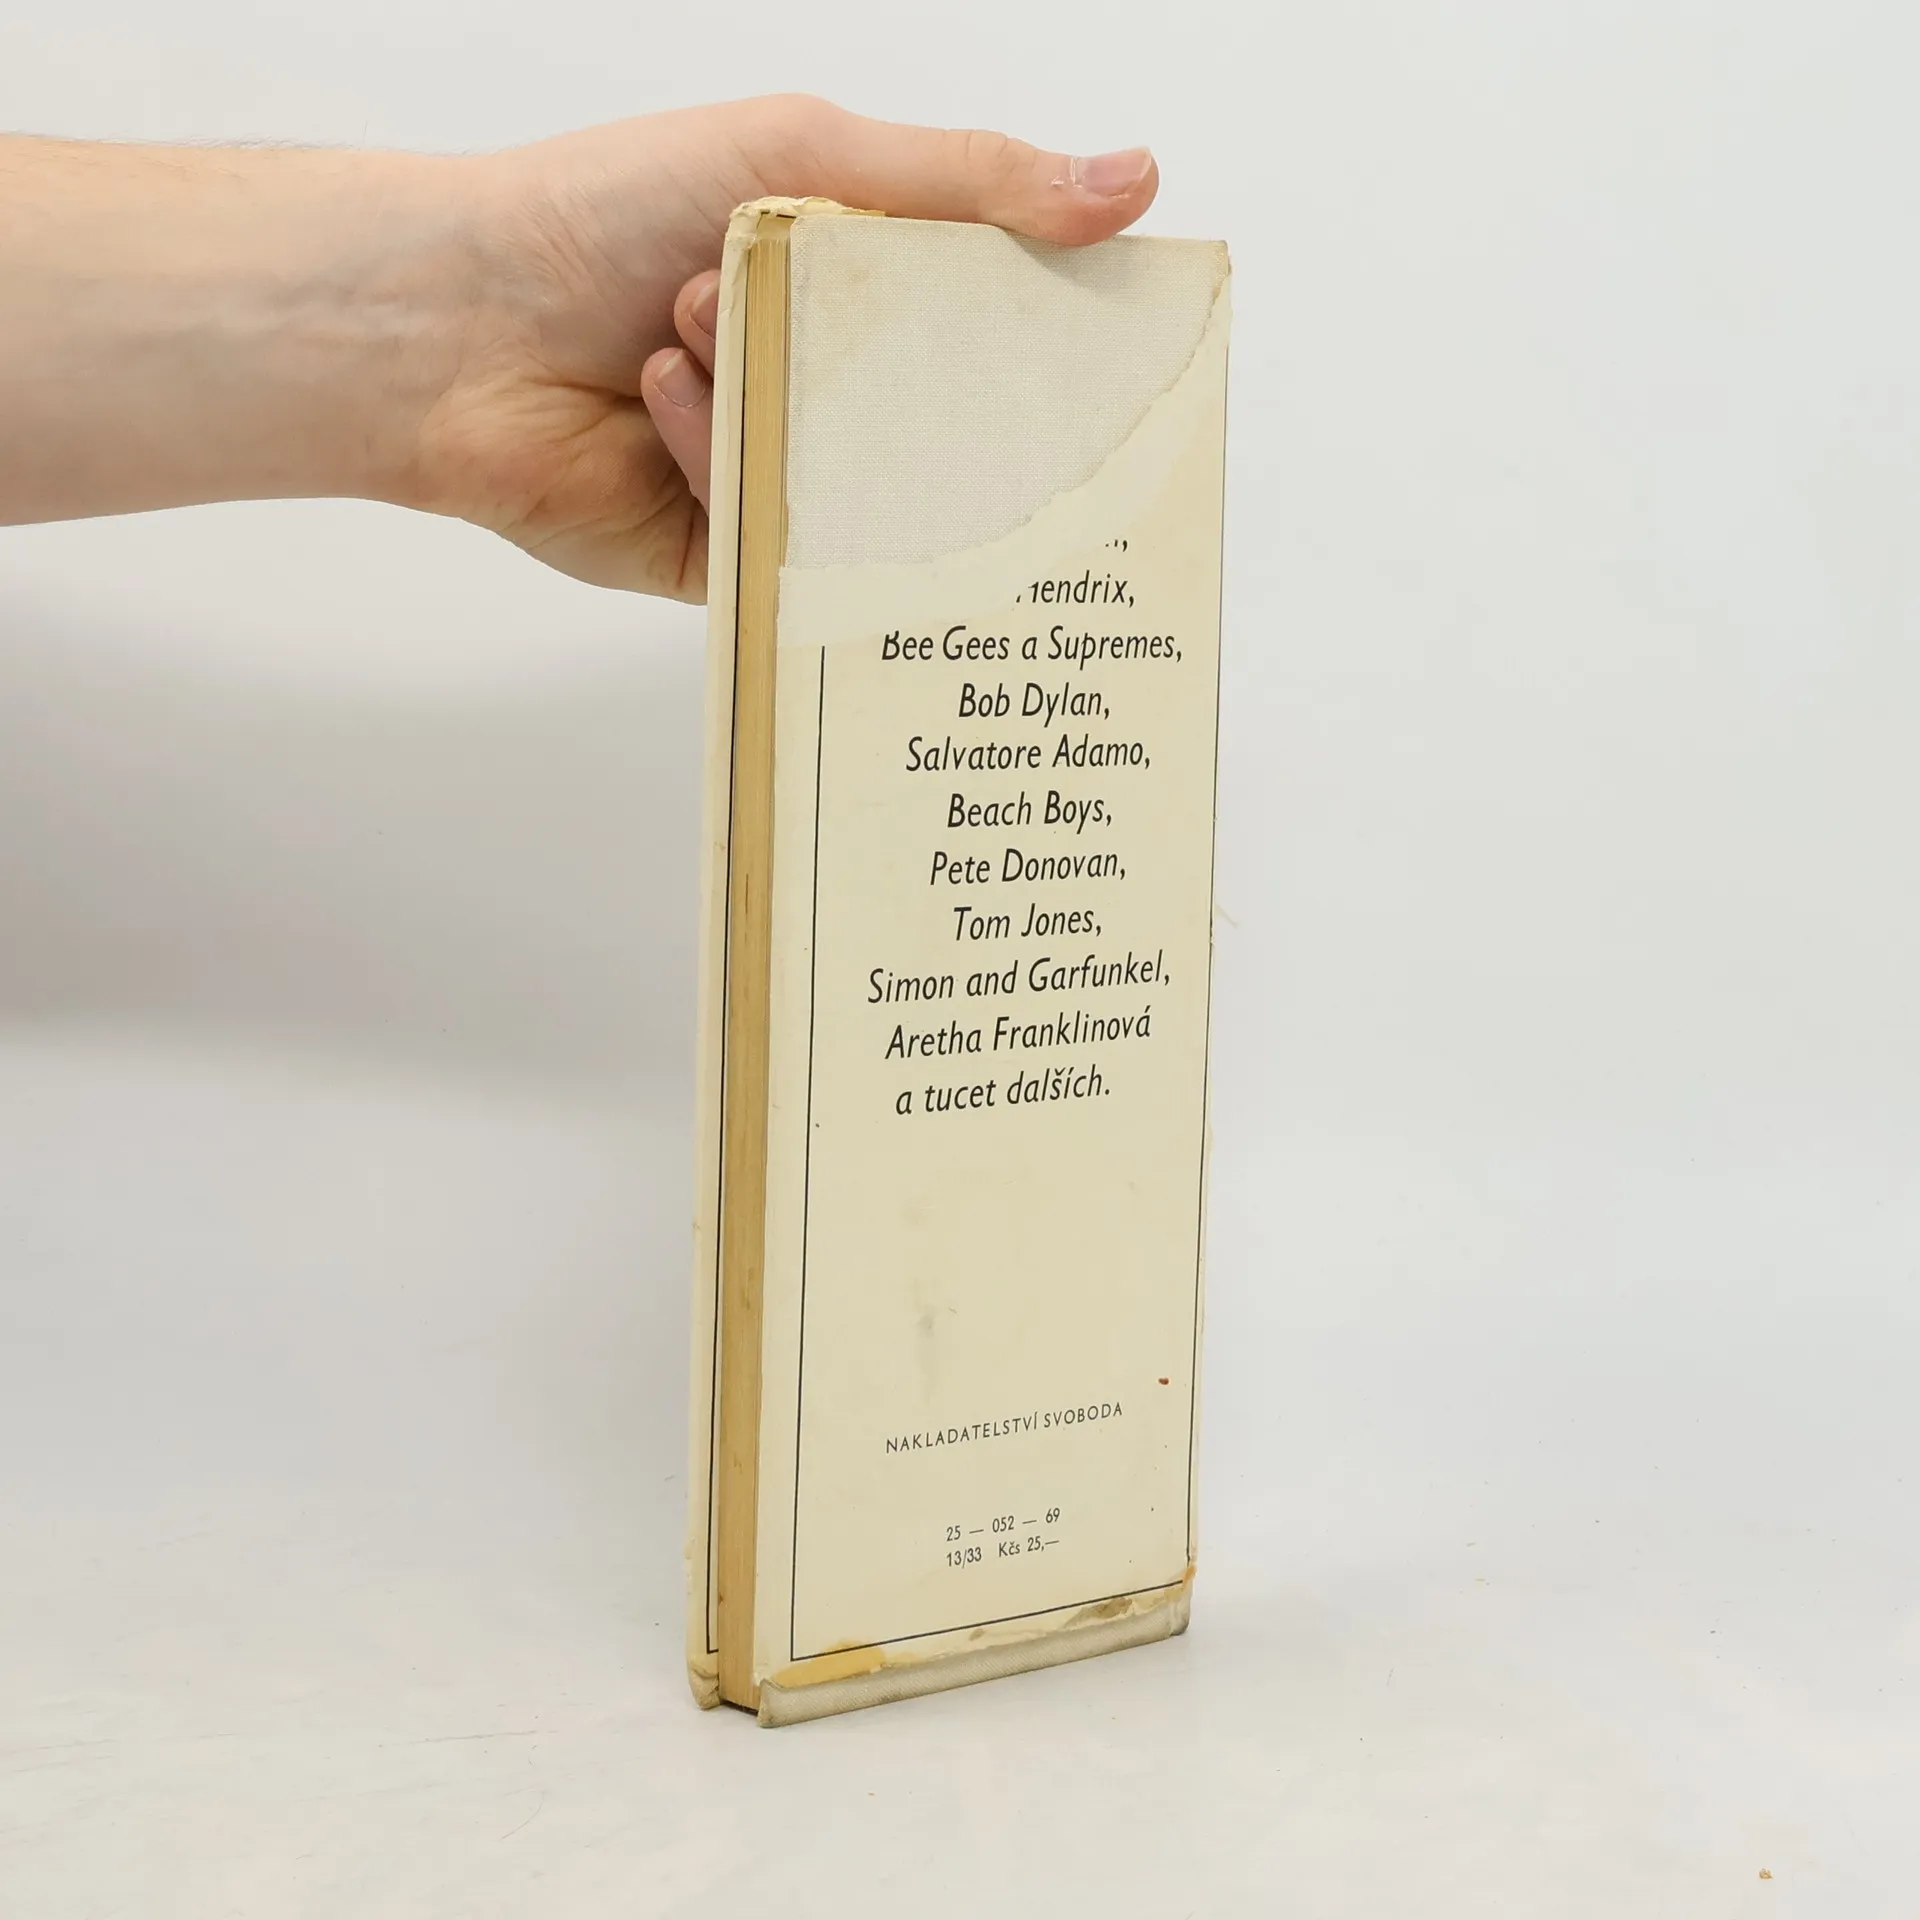 Bee Gees a Supremes,
Bob Dylan,
Salvatore Adamo,
Beach Boys,
Pete Donovan,
Tom Jones,
Simon and Garfunkel,
Aretha Franklinová
a tucet dalších.
NAKLADATELSTVÍ SVOBODA
25 — 052 — 69
13/33 Kčs 25,—